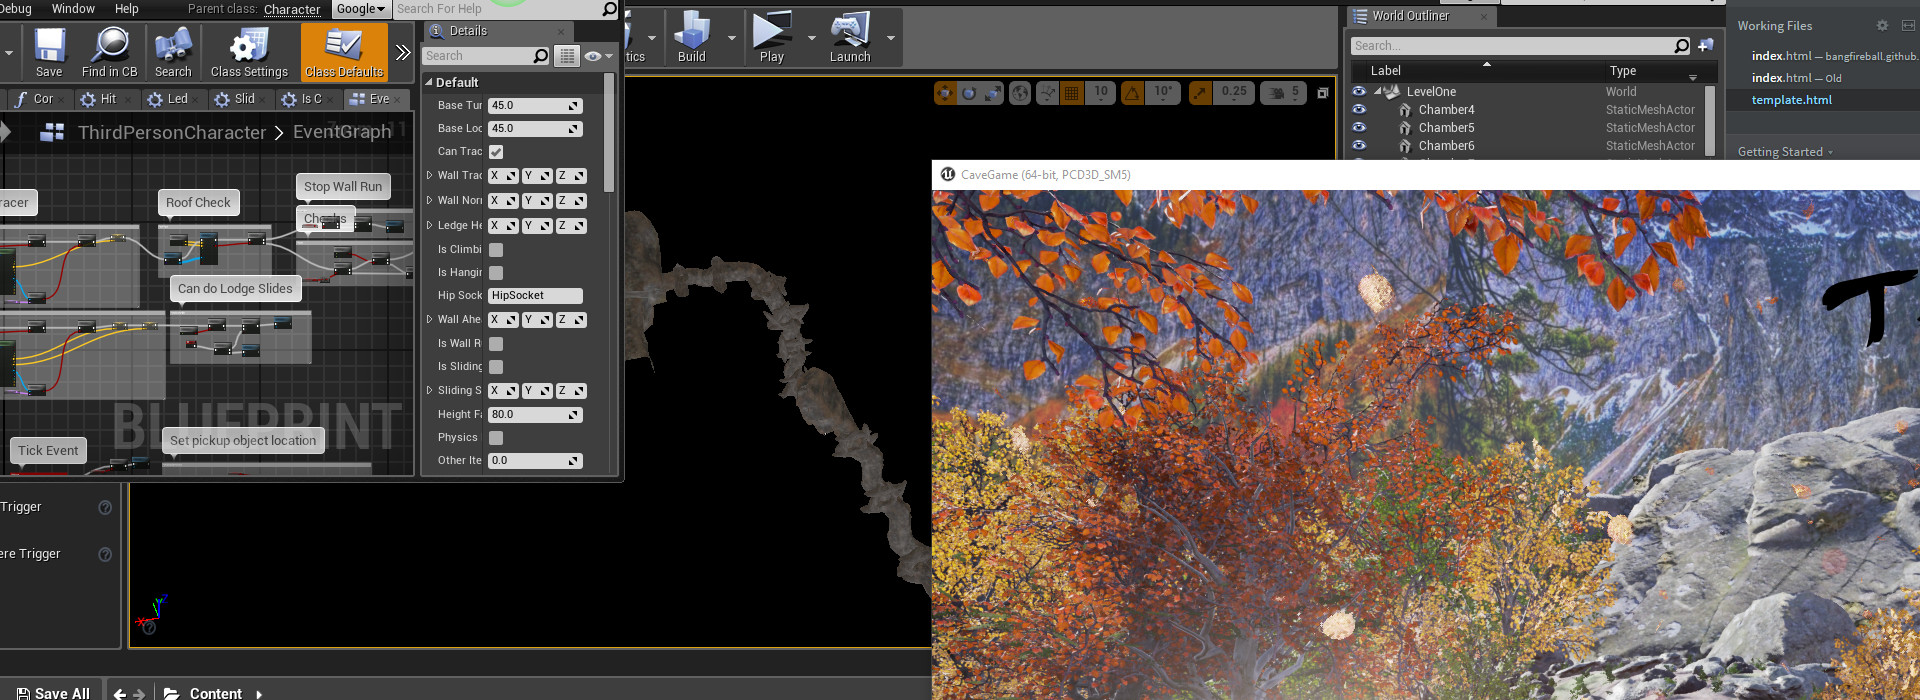 Debug Window Help Parent class: Character Google Search For Help
Save Find in CB Search Class Settings Class Defaults
Cor Hit Led Slid Is C Eve
ThirdPersonCharacter > EventGraph
Stop Wall Run
Roof Check
Checks
Can do Lodge Slides
BLUEPRINT
Set pickup object location
Tick Event
Details
Search
Default
Base Tur 45.0
Base Loo 45.0
Can Trac
Wall Trac X Y Z
Wall Nor X Y Z
Ledge He X Y Z
Is Climbi
Is Hangin
Hip Sock HipSocket
Wall Ahe X Y Z
Is Wall R
Is Sliding
Sliding S X Y Z
Height Fa 80.0
Physics
Other Ite 0.0
Trigger
ere Trigger
Save All Content
tics Build Play Launch
10 10° 0.25 5
World Outliner
Search...
Label Type
LevelOne World
Chamber4 StaticMeshActor
Chamber5 StaticMeshActor
Chamber6 StaticMeshActor
Working Files
index.html — bangfireball.github.
index.html — Old
template.html
Getting Started
CaveGame (64-bit, PCD3D_SM5)
T